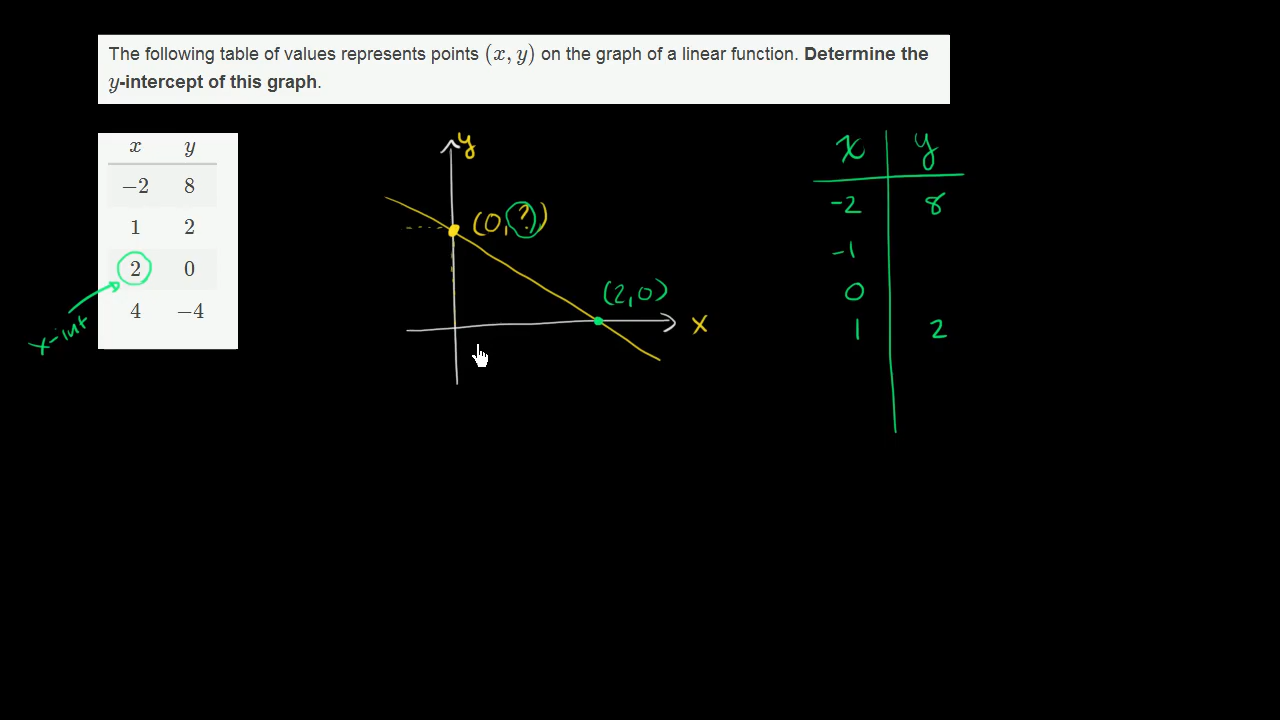 The following table of values represents points (x, y) on the graph of a linear function. Determine the
y-intercept of this graph.
x y
−2 8
1 2
2 0
4 −4
x-int
y
(0, ?)
(2,0)
x
x y
-2 8
-1
0
1 2